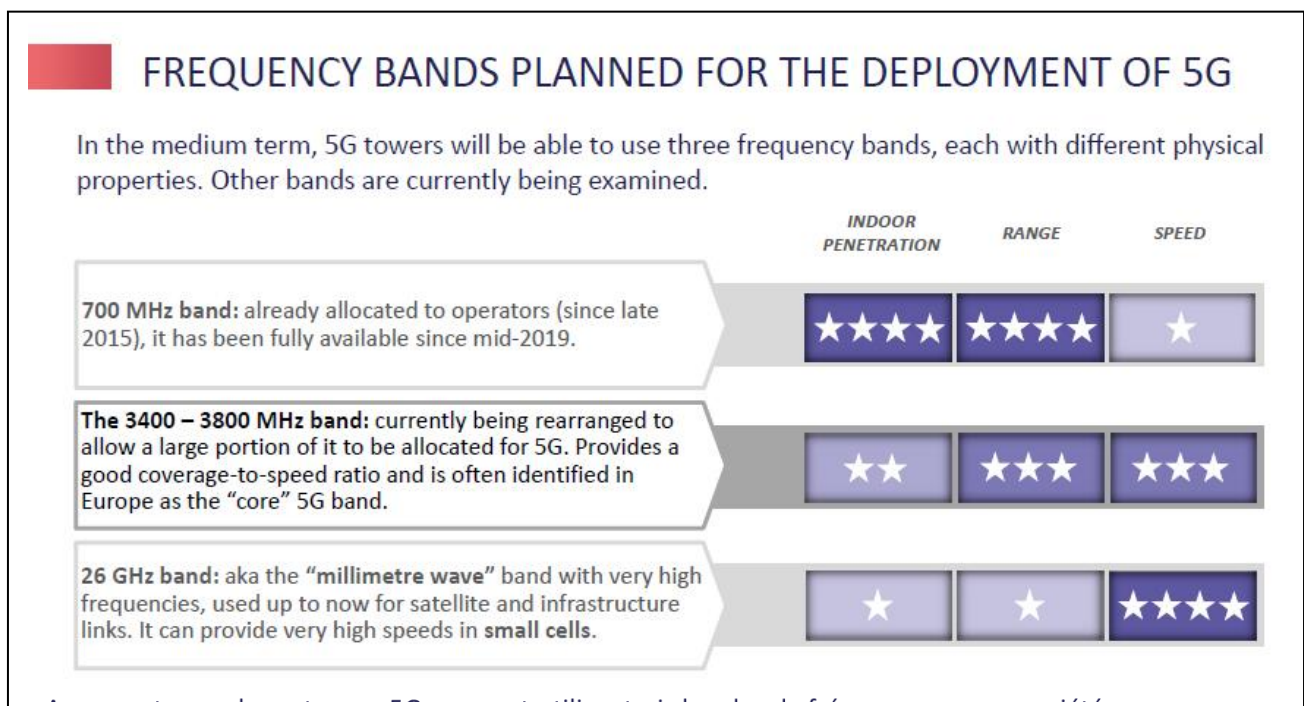 FREQUENCY BANDS PLANNED FOR THE DEPLOYMENT OF 5G
In the medium term, 5G towers will be able to use three frequency bands, each with different physical
properties. Other bands are currently being examined.
INDOOR
PENETRATION
RANGE
SPEED
700 MHz band: already allocated to operators (since late
2015), it has been fully available since mid-2019.
The 3400 – 3800 MHz band: currently being rearranged to
allow a large portion of it to be allocated for 5G. Provides a
good coverage-to-speed ratio and is often identified in
Europe as the “core” 5G band.
26 GHz band: aka the “millimetre wave” band with very high
frequencies, used up to now for satellite and infrastructure
links. It can provide very high speeds in small cells.